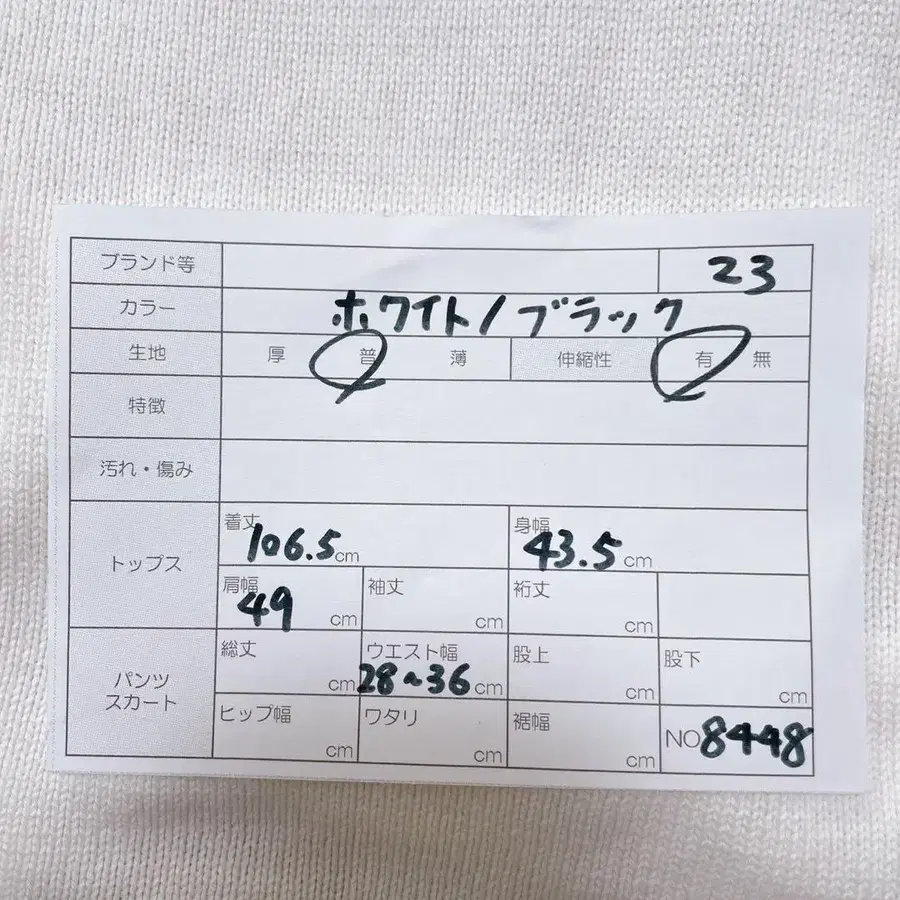 ブランド等 23
カラー ホワイト/ブラック
生地 厚 普 薄 伸縮性 有 無
特徴
汚れ・傷み
トップス 着丈 106.5cm 身幅 43.5cm
肩幅 49cm 袖丈 cm 裄丈 cm
パンツ スカート 総丈 cm ウエスト幅 28~36cm 股上 cm 股下 cm
ヒップ幅 cm ワタリ cm 裾幅 cm NO8448